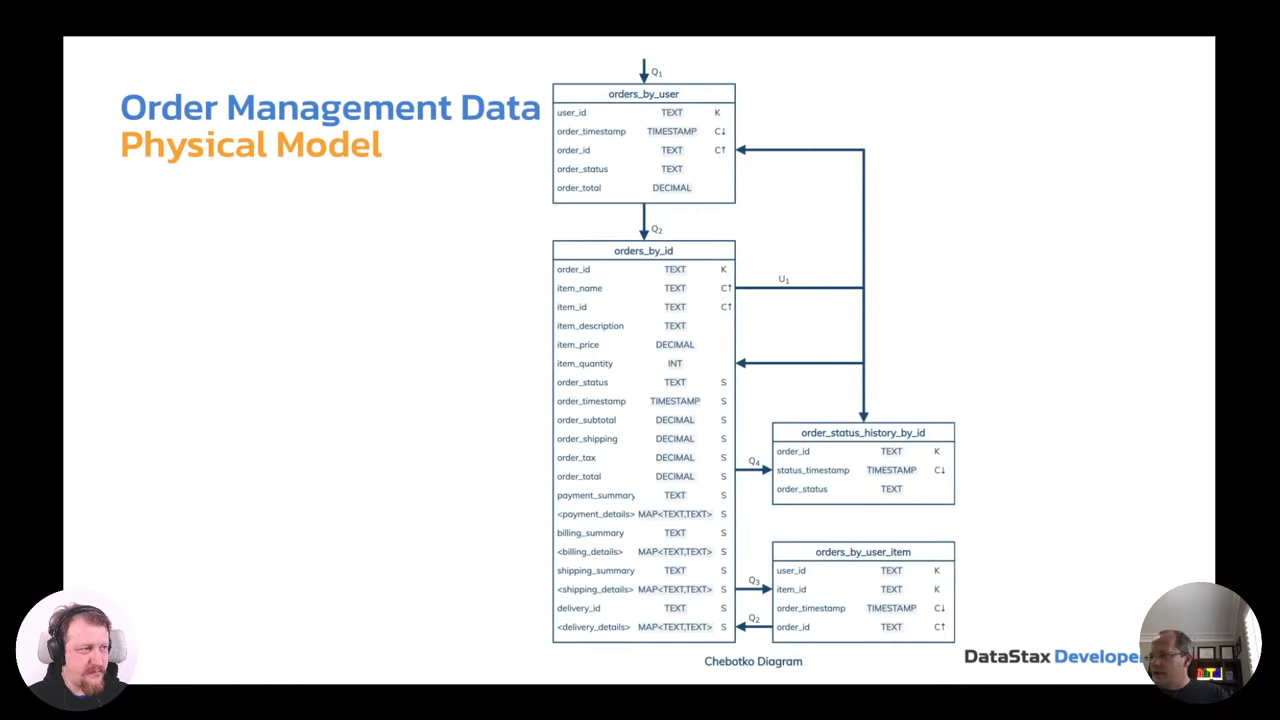 Order Management Data
Physical Model
Q1
orders_by_user
user_id TEXT K
order_timestamp TIMESTAMP C↓
order_id TEXT C↑
order_status TEXT
order_total DECIMAL
Q2
orders_by_id
order_id TEXT K
item_name TEXT C↑
item_id TEXT C↑
item_description TEXT
item_price DECIMAL
item_quantity INT
order_status TEXT S
order_timestamp TIMESTAMP S
order_subtotal DECIMAL S
order_shipping DECIMAL S
order_tax DECIMAL S
order_total DECIMAL S
payment_summary TEXT S
<payment_details> MAP<TEXT,TEXT> S
billing_summary TEXT S
<billing_details> MAP<TEXT,TEXT> S
shipping_summary TEXT S
<shipping_details> MAP<TEXT,TEXT> S
delivery_id TEXT S
<delivery_details> MAP<TEXT,TEXT> S
U1
Q4
order_status_history_by_id
order_id TEXT K
status_timestamp TIMESTAMP C↓
order_status TEXT
Q3
Q2
orders_by_user_item
user_id TEXT K
item_id TEXT K
order_timestamp TIMESTAMP C↓
order_id TEXT C↑
Chebotko Diagram
DataStax Developer